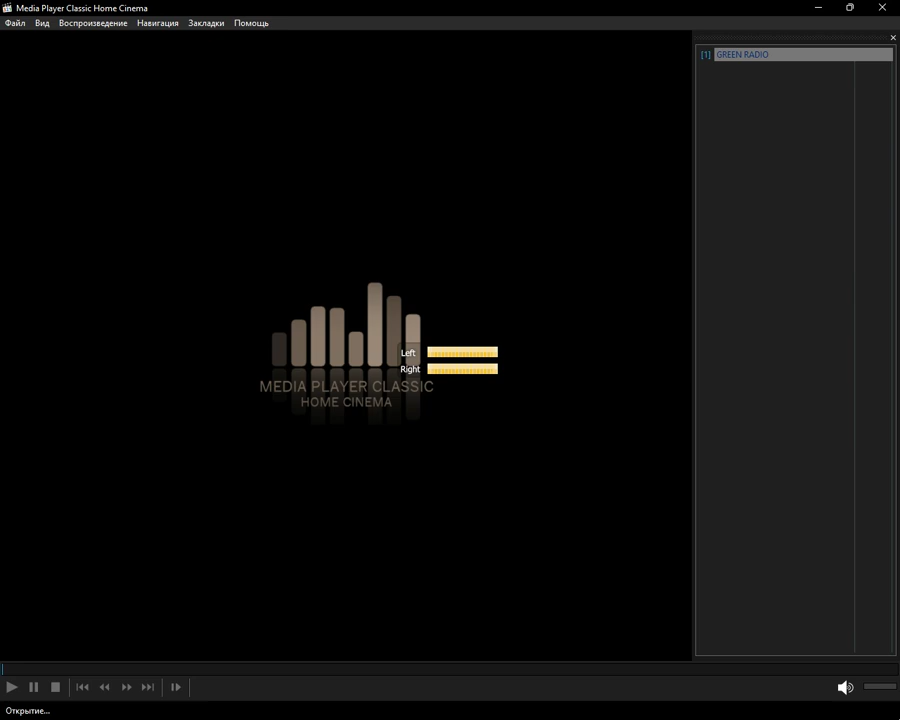 Media Player Classic Home Cinema
Файл Вид Воспроизведение Навигация Закладки Помощь
[1] GREEN RADIO
Left
Right
MEDIA PLAYER CLASSIC
HOME CINEMA
Открытие...